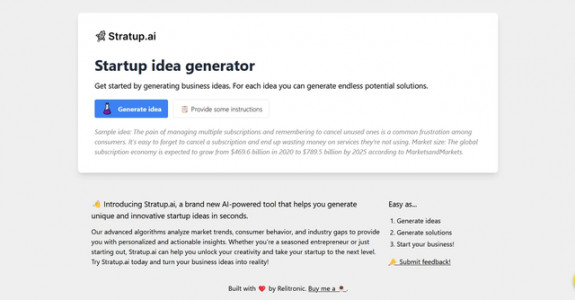 Stratup.ai
Startup idea generator
Get started by generating business ideas. For each idea you can generate endless potential solutions.
Generate idea
Provide some instructions
Sample idea: The pain of managing multiple subscriptions and remembering to cancel unused ones is a common frustration among
consumers. It's easy to forget to cancel a subscription and end up wasting money on services they're not using. Market size: The global
subscription economy is expected to grow from $469.6 billion in 2020 to $789.5 billion by 2025 according to MarketsandMarkets.
Introducing Stratup.ai, a brand new AI-powered tool that helps you generate
unique and innovative startup ideas in seconds.
Our advanced algorithms analyze market trends, consumer behavior, and industry gaps to provide
you with personalized and actionable insights. Whether you're a seasoned entrepreneur or just
starting out, Stratup.ai can help you unlock your creativity and take your startup to the next level.
Try Stratup.ai today and turn your business ideas into reality!
Easy as...
1. Generate ideas
2. Generate solutions
3. Start your business!
Submit feedback!
Built with ❤️ by Relitronic. Buy me a